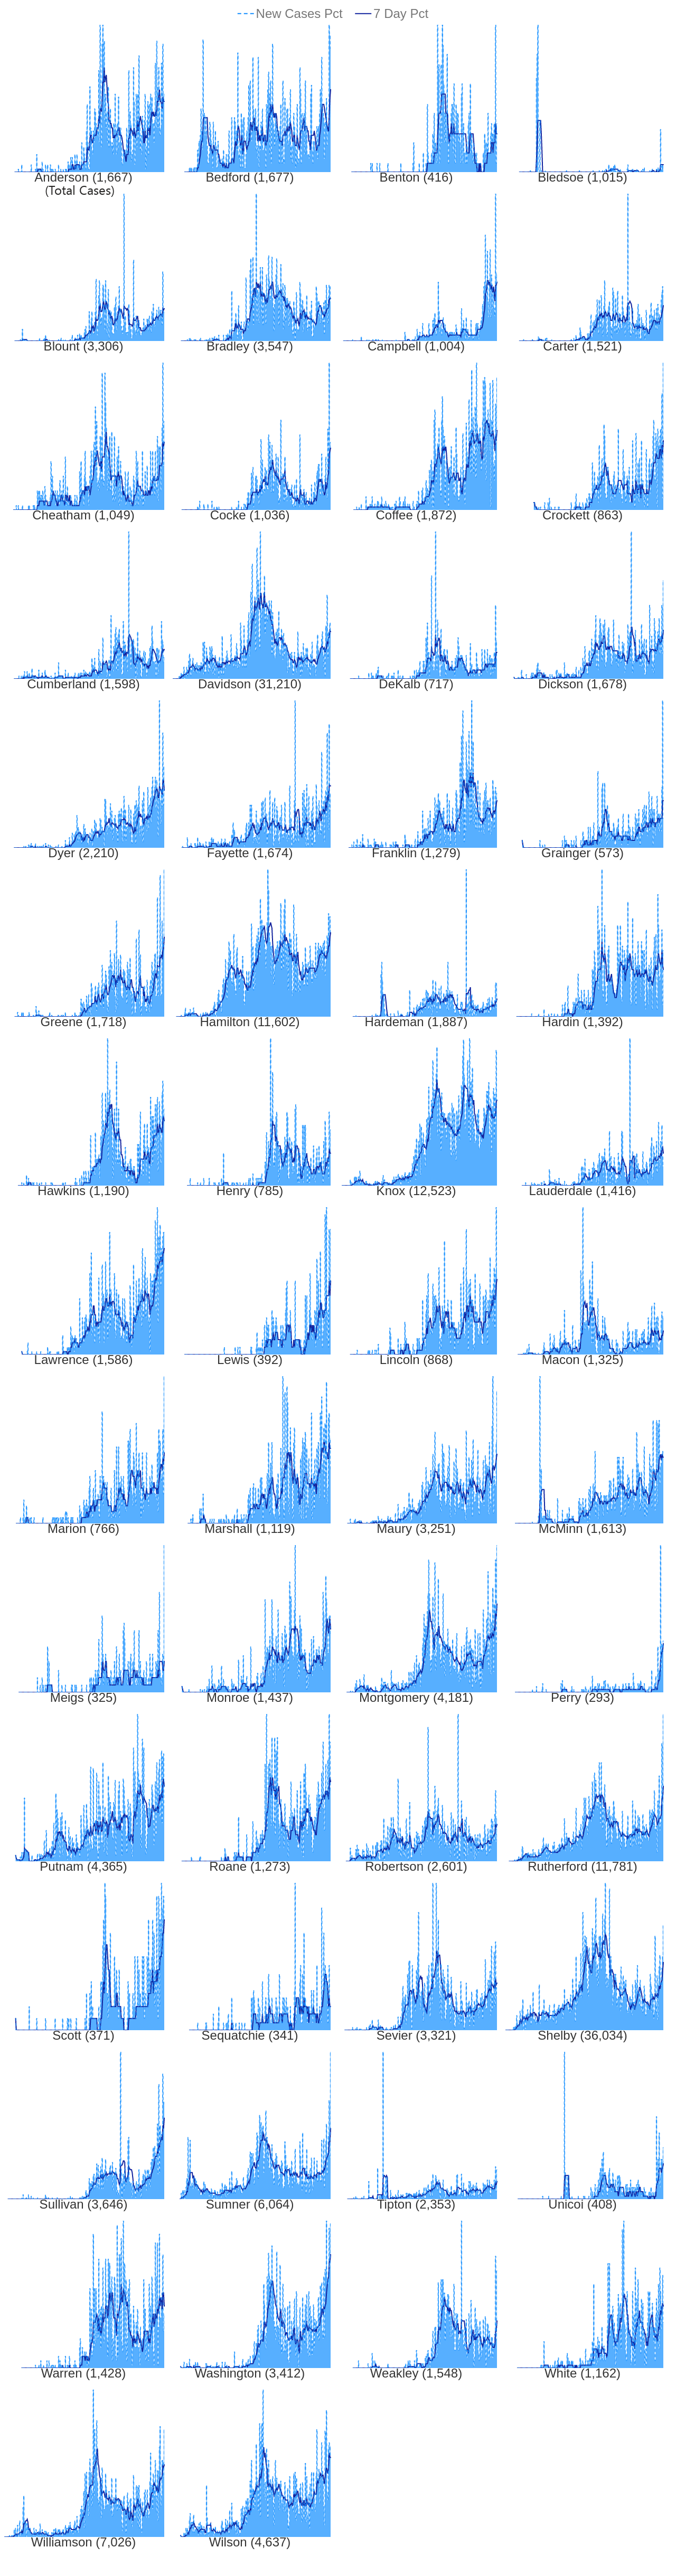 New Cases Pct 7 Day Pct
Anderson (1,667) Bedford (1,677) Benton (416) Bledsoe (1,015)
(Total Cases)
Blount (3,306) Bradley (3,547) Campbell (1,004) Carter (1,521)
Cheatham (1,049) Cocke (1,036) Coffee (1,872) Crockett (863)
Cumberland (1,598) Davidson (31,210) DeKalb (717) Dickson (1,678)
Dyer (2,210) Fayette (1,674) Franklin (1,279) Grainger (573)
Greene (1,718) Hamilton (11,602) Hardeman (1,887) Hardin (1,392)
Hawkins (1,190) Henry (785) Knox (12,523) Lauderdale (1,416)
Lawrence (1,586) Lewis (392) Lincoln (868) Macon (1,325)
Marion (766) Marshall (1,119) Maury (3,251) McMinn (1,613)
Meigs (325) Monroe (1,437) Montgomery (4,181) Perry (293)
Putnam (4,365) Roane (1,273) Robertson (2,601) Rutherford (11,781)
Scott (371) Sequatchie (341) Sevier (3,321) Shelby (36,034)
Sullivan (3,646) Sumner (6,064) Tipton (2,353) Unicoi (408)
Warren (1,428) Washington (3,412) Weakley (1,548) White (1,162)
Williamson (7,026) Wilson (4,637)